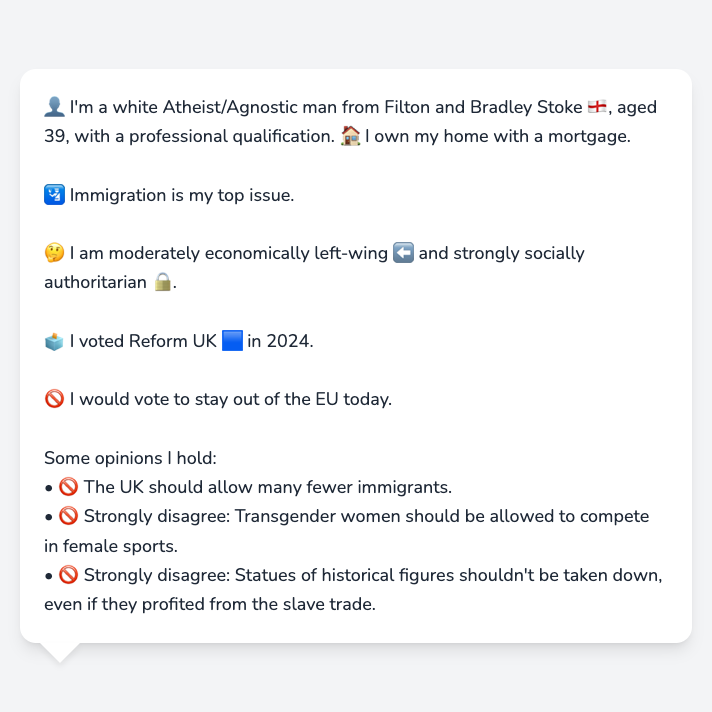 👤 I'm a white Atheist/Agnostic man from Filton and Bradley Stoke 🏴󠁧󠁢󠁥󠁮󠁧󠁿, aged
39, with a professional qualification. 🏠 I own my home with a mortgage.
🛂 Immigration is my top issue.
🤔 I am moderately economically left-wing ⬅️ and strongly socially
authoritarian 🔒.
🗳️ I voted Reform UK 🟦 in 2024.
🚫 I would vote to stay out of the EU today.
Some opinions I hold:
• 🚫 The UK should allow many fewer immigrants.
• 🚫 Strongly disagree: Transgender women should be allowed to compete
in female sports.
• 🚫 Strongly disagree: Statues of historical figures shouldn't be taken down,
even if they profited from the slave trade.